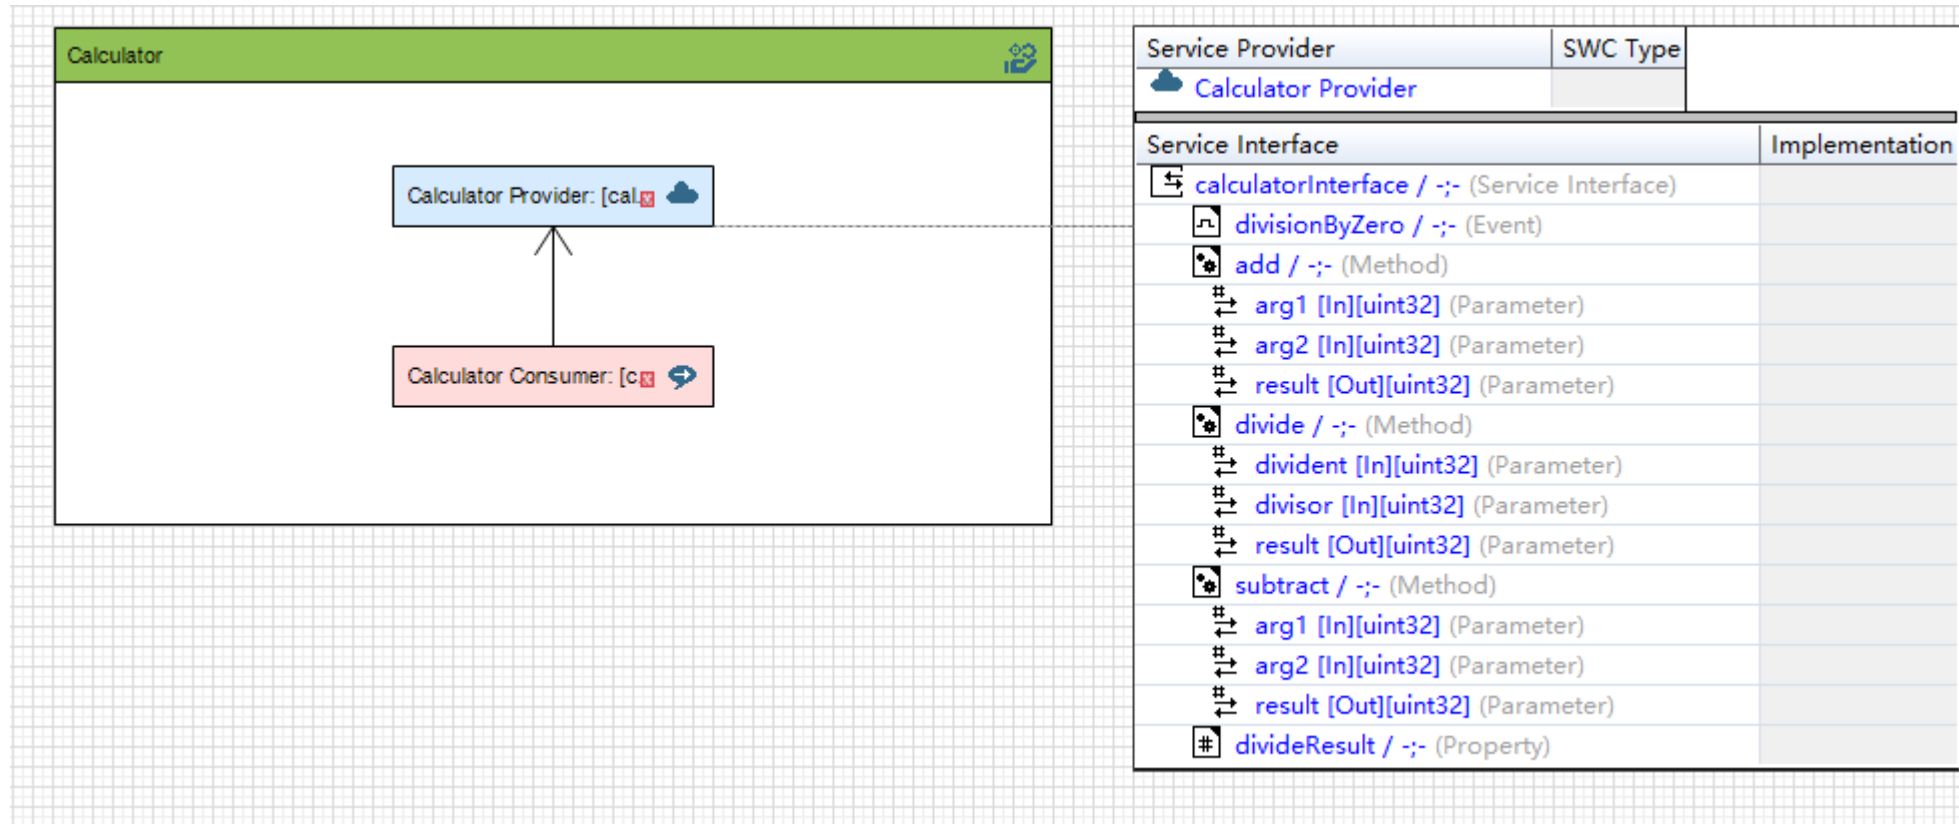 Calculator
Calculator Provider: [cal.
Calculator Consumer: [c.
Service Provider SWC Type
Calculator Provider
Service Interface Implementation
calculatorInterface / -;- (Service Interface)
divisionByZero / -;- (Event)
add / -;- (Method)
arg1 [In][uint32] (Parameter)
arg2 [In][uint32] (Parameter)
result [Out][uint32] (Parameter)
divide / -;- (Method)
divident [In][uint32] (Parameter)
divisor [In][uint32] (Parameter)
result [Out][uint32] (Parameter)
subtract / -;- (Method)
arg1 [In][uint32] (Parameter)
arg2 [In][uint32] (Parameter)
result [Out][uint32] (Parameter)
divideResult / -;- (Property)